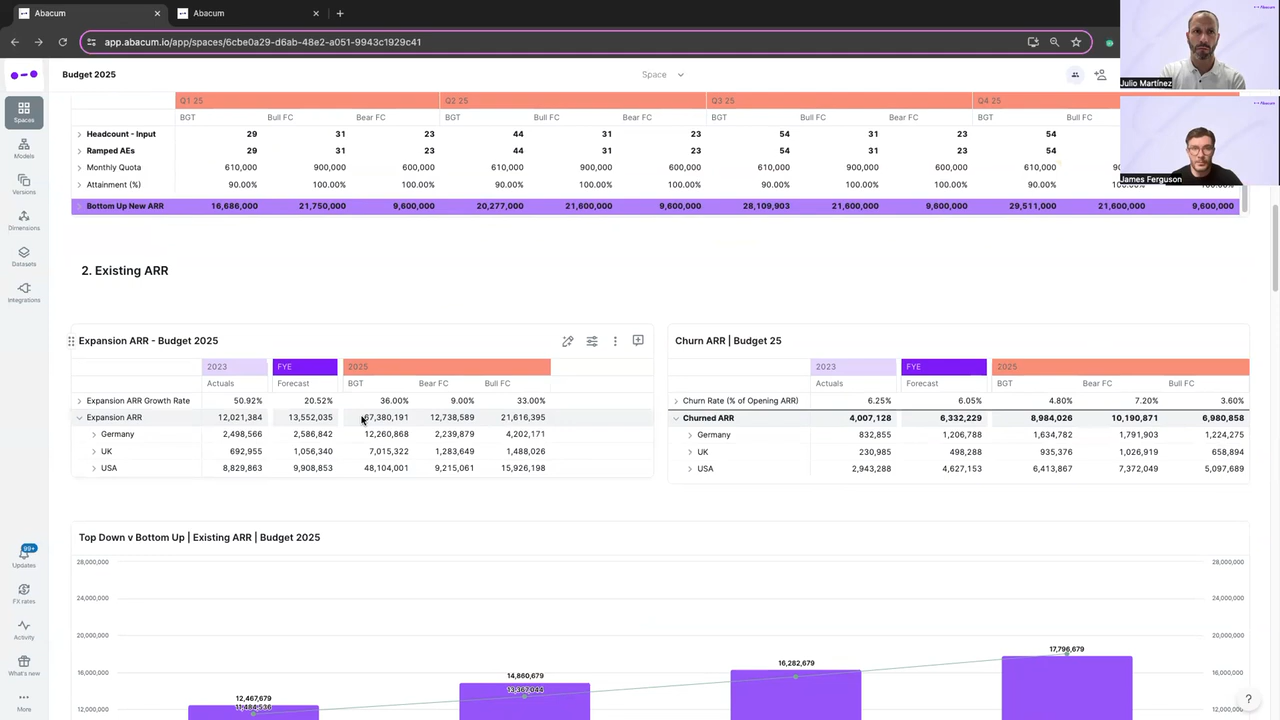 Abacum
Abacum
app.abacum.io/app/spaces/6cbe0a29-d6ab-48e2-a051-9943c1929c41
Abacum
Julio Martínez
Abacum
James Ferguson
Budget 2025
Space
Spaces
Models
Versions
Dimensions
Datasets
Integrations
99+
Updates
FX rates
Activity
What's new
More
Q1 25 Q2 25 Q3 25 Q4 25
BGT Bull FC Bear FC BGT Bull FC Bear FC BGT Bull FC Bear FC BGT Bull FC
Headcount - Input 29 31 23 44 31 23 54 31 23 54
Ramped AEs 29 31 23 44 31 23 54 31 23 54
Monthly Quota 610,000 900,000 600,000 610,000 900,000 600,000 610,000 900,000 600,000 610,000
Attainment (%) 90.00% 100.00% 100.00% 90.00% 100.00% 100.00% 90.00% 100.00% 100.00% 90.00%
Bottom Up New ARR 16,686,000 21,750,000 9,600,000 20,277,000 21,600,000 9,600,000 28,109,903 21,600,000 9,600,000 29,511,000 21,600,000 9,600,000
2. Existing ARR
Expansion ARR - Budget 2025
2023 FYE 2025
Actuals Forecast BGT Bear FC Bull FC
Expansion ARR Growth Rate 50.92% 20.52% 36.00% 9.00% 33.00%
Expansion ARR 12,021,384 13,552,035 67,380,191 12,738,589 21,616,395
Germany 2,498,566 2,586,842 12,260,868 2,239,879 4,202,171
UK 692,955 1,056,340 7,015,322 1,283,649 1,488,026
USA 8,829,863 9,908,853 48,104,001 9,215,061 15,926,198
Churn ARR | Budget 25
2023 FYE 2025
Actuals Forecast BGT Bear FC Bull FC
Churn Rate (% of Opening ARR) 6.25% 6.05% 4.80% 7.20% 3.60%
Churned ARR 4,007,128 6,332,229 8,984,026 10,190,871 6,980,858
Germany 832,855 1,206,788 1,634,782 1,791,903 1,224,275
UK 230,985 498,288 935,376 1,026,919 658,894
USA 2,943,288 4,627,153 6,413,867 7,372,049 5,097,689
Top Down v Bottom Up | Existing ARR | Budget 2025
28,000,000 28,000,000
24,000,000 24,000,000
20,000,000 20,000,000
16,000,000 16,000,000
12,000,000 12,000,000
17,796,679
16,282,679
14,860,679
13,367,044
12,467,679
11,484,536
?